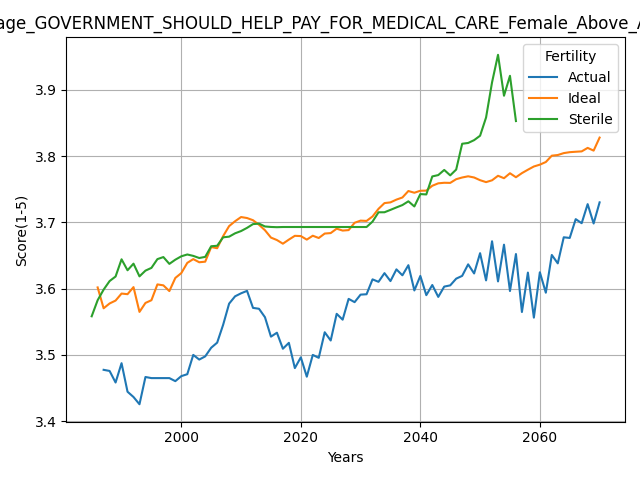 age_GOVERNMENT_SHOULD_HELP_PAY_FOR_MEDICAL_CARE_Female_Above_A
Fertility
Actual
Ideal
Sterile
Score(1-5)
3.9
3.8
3.7
3.6
3.5
3.4
2000
2020
2040
2060
Years